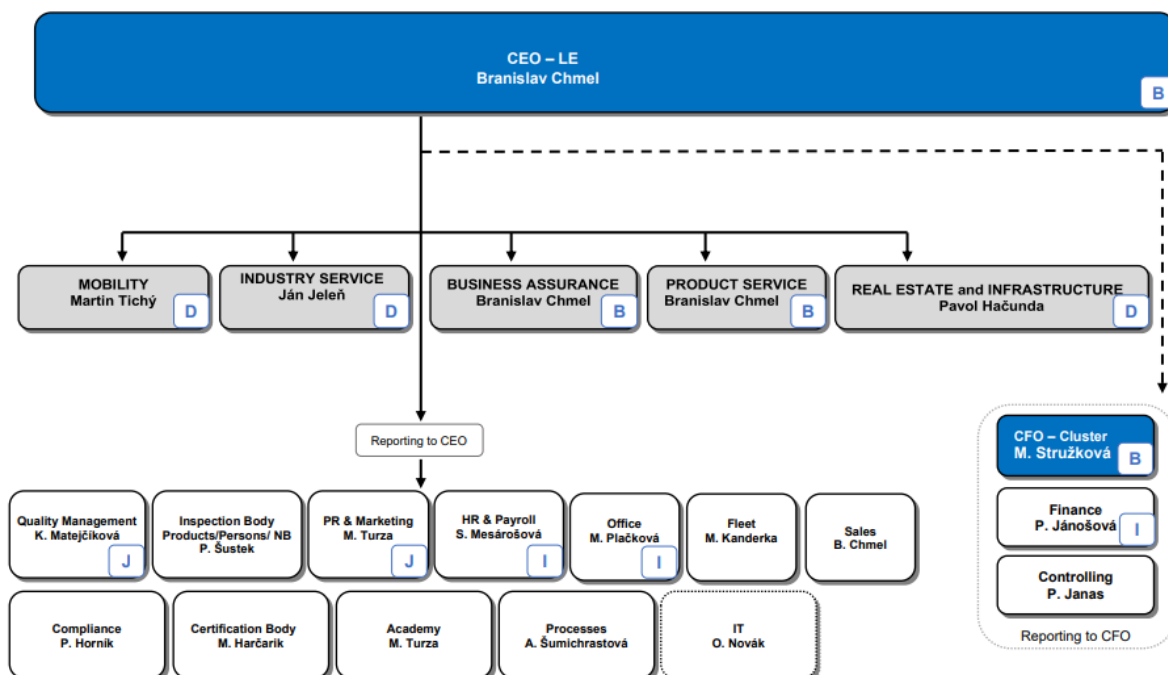 CEO – LE
Branislav Chmel
B
MOBILITY
Martin Tichý
D
INDUSTRY SERVICE
Ján Jeleň
D
BUSINESS ASSURANCE
Branislav Chmel
B
PRODUCT SERVICE
Branislav Chmel
B
REAL ESTATE and INFRASTRUCTURE
Pavol Hačunda
D
Reporting to CEO
CFO – Cluster
M. Stružková
B
Finance
P. Jánošová
I
Controlling
P. Janas
Reporting to CFO
Quality Management
K. Matejčiková
J
Inspection Body
Products/Persons/ NB
P. Šustek
PR & Marketing
M. Turza
J
HR & Payroll
S. Mesárošová
I
Office
M. Plačková
I
Fleet
M. Kanderka
Sales
B. Chmel
Compliance
P. Horník
Certification Body
M. Harčarik
Academy
M. Turza
Processes
A. Šumichrastová
IT
O. Novák